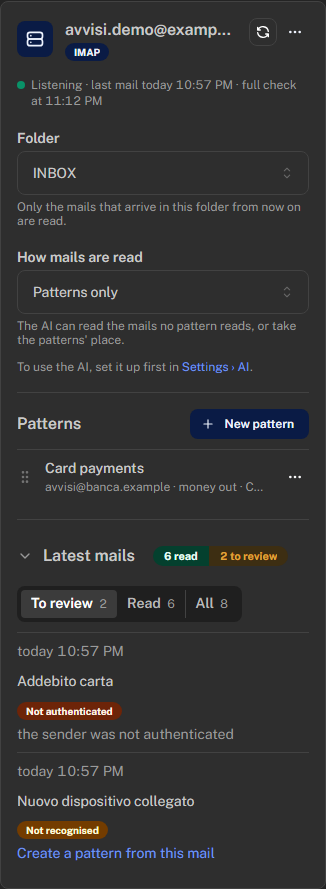 avvisi.demo@examp...
IMAP
Listening · last mail today 10:57 PM · full check
at 11:12 PM
Folder
INBOX
Only the mails that arrive in this folder from now on
are read.
How mails are read
Patterns only
The AI can read the mails no pattern reads, or take
the patterns' place.
To use the AI, set it up first in Settings › AI.
Patterns
+ New pattern
Card payments
avvisi@banca.example · money out · C...
Latest mails
6 read
2 to review
To review 2
Read 6
All 8
today 10:57 PM
Addebito carta
Not authenticated
the sender was not authenticated
today 10:57 PM
Nuovo dispositivo collegato
Not recognised
Create a pattern from this mail